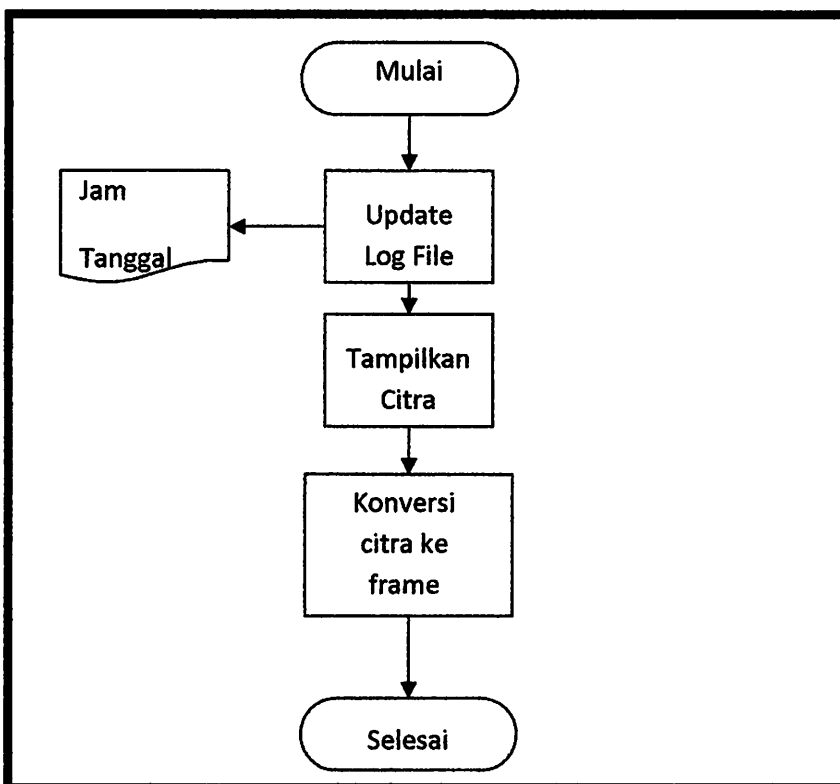 Mulai
Jam
Tanggal
Update
Log File
Tampilkan
Citra
Konversi
citra ke
frame
Selesai